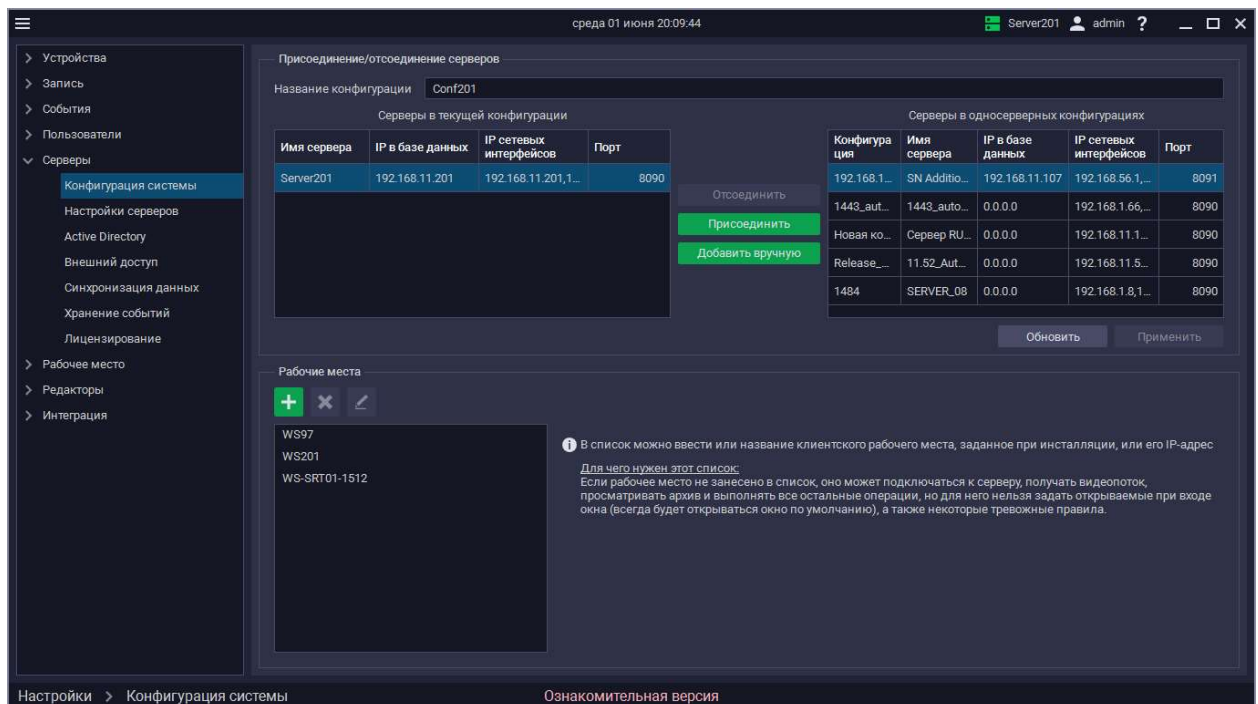 среда 01 июня 20:09:44
Server201 admin ?
Устройства
Запись
События
Пользователи
Серверы
Конфигурация системы
Настройки серверов
Active Directory
Внешний доступ
Синхронизация данных
Хранение событий
Лицензирование
Рабочее место
Редакторы
Интеграция
Присоединение/отсоединение серверов
Название конфигурации Conf201
Серверы в текущей конфигурации
Имя сервера IP в базе данных IP сетевых интерфейсов Порт
Server201 192.168.11.201 192.168.11.201,1... 8090
Отсоединить
Присоединить
Добавить вручную
Серверы в односерверных конфигурациях
Конфигура ция Имя сервера IP в базе данных IP сетевых интерфейсов Порт
192.168.1... SN Additio... 192.168.11.107 192.168.56.1,... 8091
1443_aut... 1443_auto... 0.0.0.0 192.168.1.66,... 8090
Новая ко... Сервер RU... 0.0.0.0 192.168.11.1... 8090
Release_... 11.52_Aut... 0.0.0.0 192.168.11.5... 8090
1484 SERVER_08 0.0.0.0 192.168.1.8,1... 8090
Обновить Применить
Рабочие места
WS97
WS201
WS-SRT01-1512
В список можно ввести или название клиентского рабочего места, заданное при инсталляции, или его IP-адрес
Для чего нужен этот список:
Если рабочее место не занесено в список, оно может подключаться к серверу, получать видеопоток,
просматривать архив и выполнять все остальные операции, но для него нельзя задать открываемые при входе
окна (всегда будет открываться окно по умолчанию), а также некоторые тревожные правила.
Настройки > Конфигурация системы
Ознакомительная версия